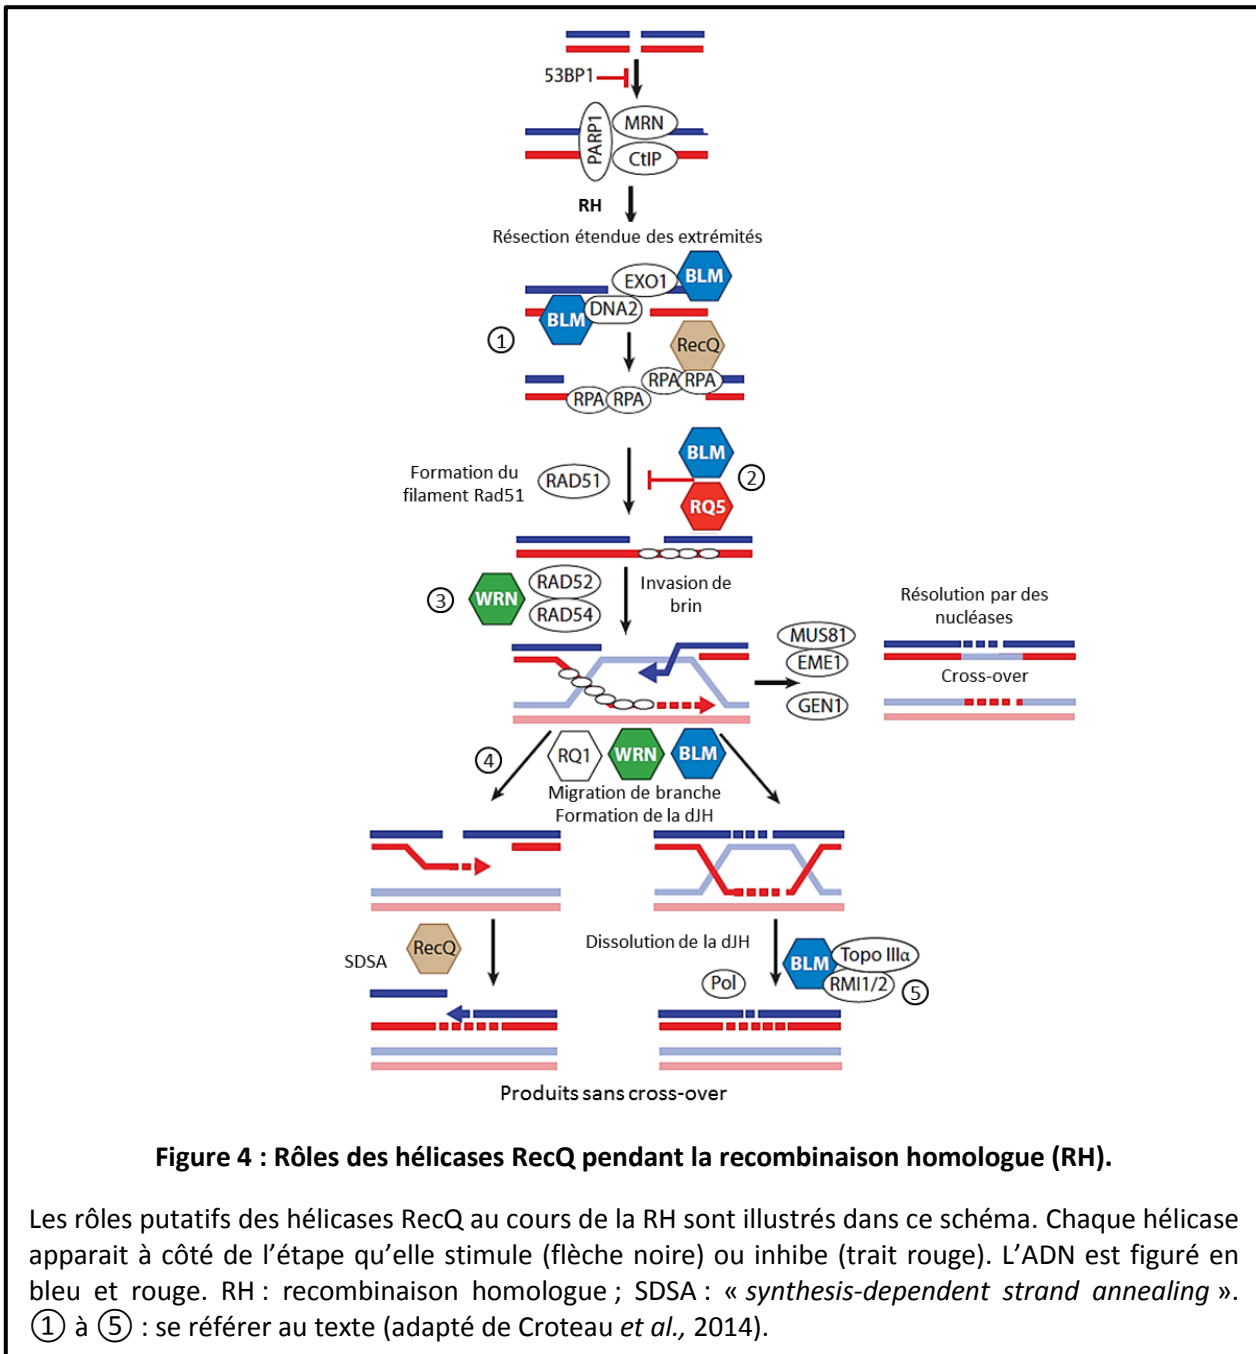 53BP1
PARP1
MRN
CtIP
RH
Résection étendue des extrémités
EXO1
BLM
BLM
DNA2
①
RecQ
RPA
RPA
RPA
RPA
BLM
②
RQ5
Formation du
filament Rad51
RAD51
③
WRN
RAD52
RAD54
Invasion de
brin
MUS81
EME1
GEN1
Résolution par des
nucléases
Cross-over
④
RQ1
WRN
BLM
Migration de branche
Formation de la dJH
SDSA
RecQ
Dissolution de la dJH
Pol
BLM
Topo IIIα
RMI1/2
⑤
Produits sans cross-over
Figure 4 : Rôles des hélicases RecQ pendant la recombinaison homologue (RH).
Les rôles putatifs des hélicases RecQ au cours de la RH sont illustrés dans ce schéma. Chaque hélicase
apparait à côté de l’étape qu’elle stimule (flèche noire) ou inhibe (trait rouge). L’ADN est figuré en
bleu et rouge. RH : recombinaison homologue ; SDSA : « synthesis-dependent strand annealing ».
① à ⑤ : se référer au texte (adapté de Croteau et al., 2014).